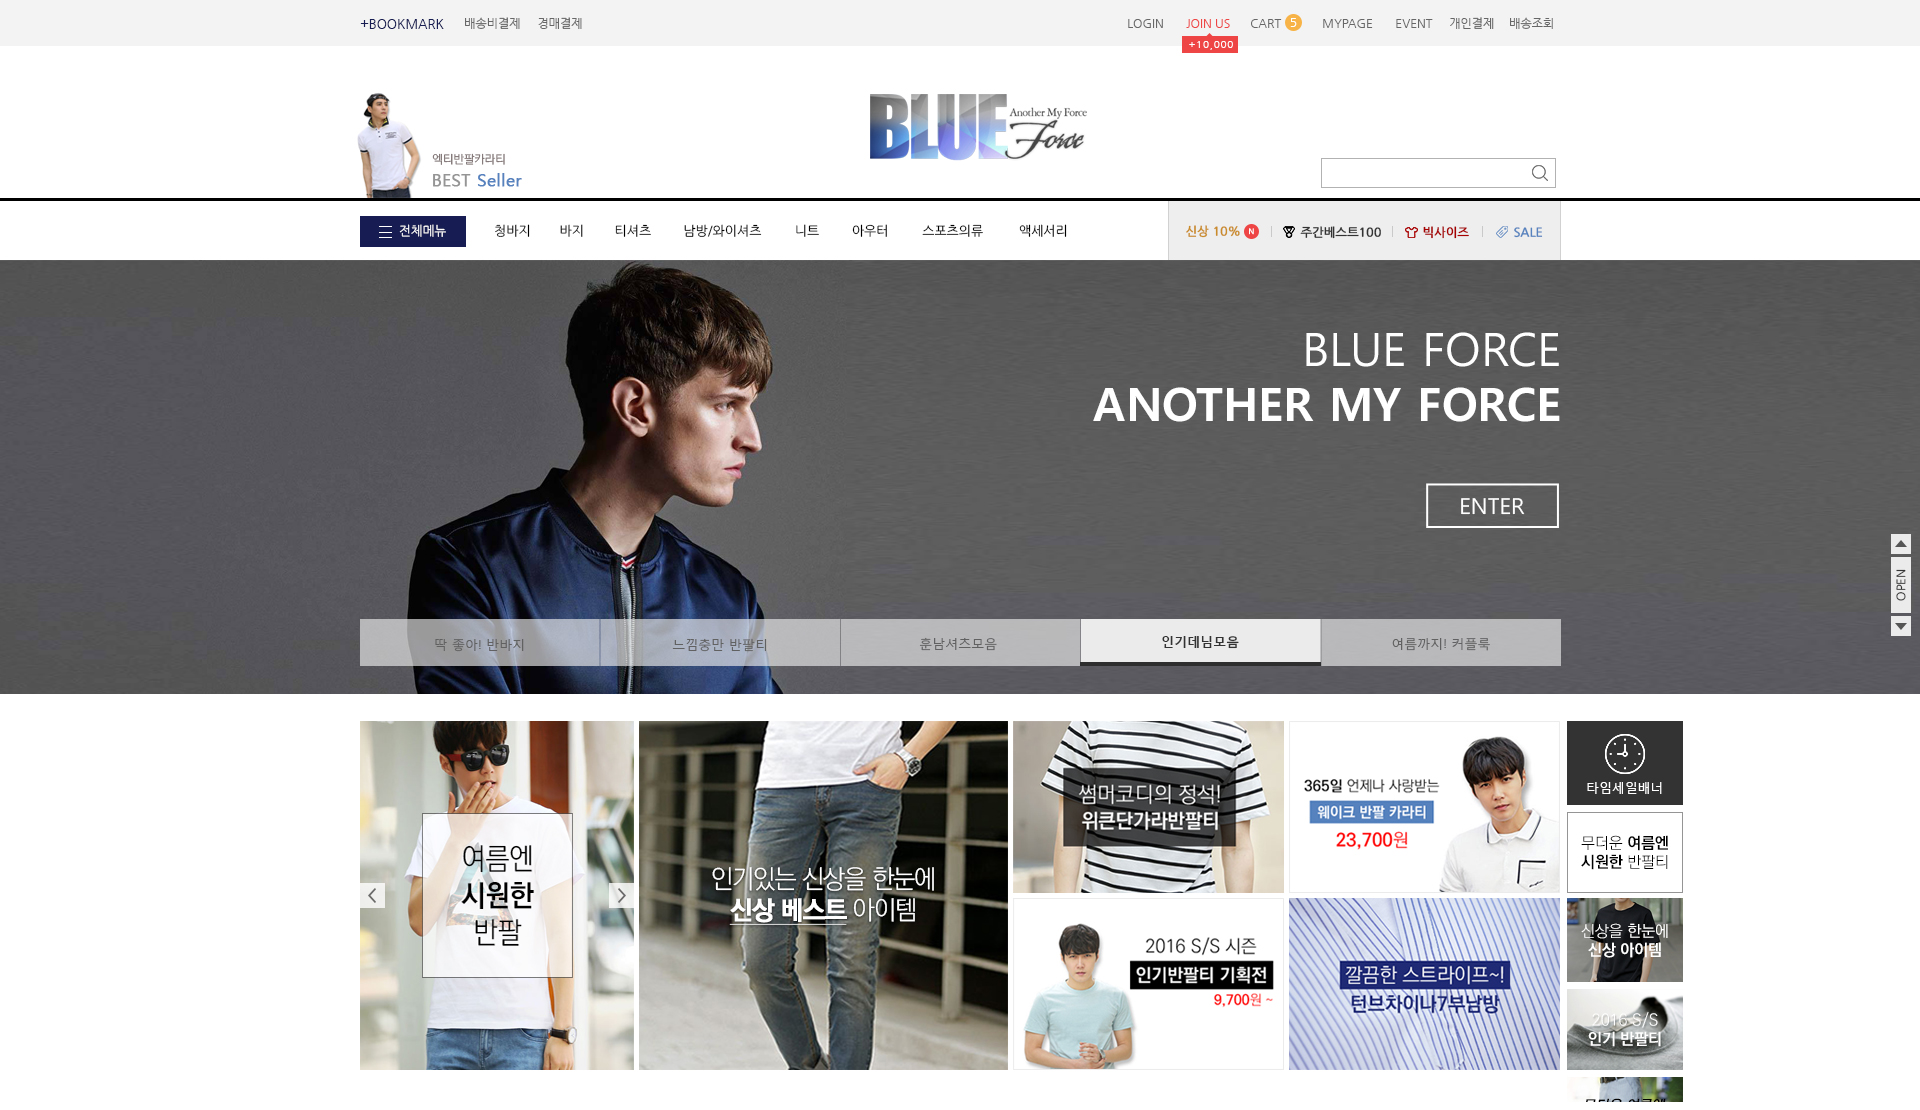 +BOOKMARK 배송비결제 경매결제
LOGIN JOIN US CART 5 MYPAGE EVENT 개인결제 배송조회
+10,000
엑티반팔카라티
BEST Seller
BLUE Another My Force
Force
전체메뉴 청바지 바지 티셔츠 남방/와이셔츠 니트 아우터 스포츠의류 액세서리
신상 10% N 주간베스트100 빅사이즈 SALE
BLUE FORCE
ANOTHER MY FORCE
ENTER
OPEN
딱 좋아! 반바지 느낌충만 반팔티 훈남셔츠모음 인기데님모음 여름까지! 커플룩
여름엔
시원한
반팔
인기있는 신상을 한눈에
신상 베스트 아이템
썸머코디의 정석!
위큰단가라반팔티
365일 언제나 사랑받는
웨이크 반팔 카라티
23,700원
2016 S/S 시즌
인기반팔티 기획전
9,700원 ~
깔끔한 스트라이프~!
턴브차이나7부남방
타임세일배너
무더운 여름엔
시원한 반팔티
신상을 한눈에
신상 아이템
2016 S/S
인기 반팔티
무더운 여름엔